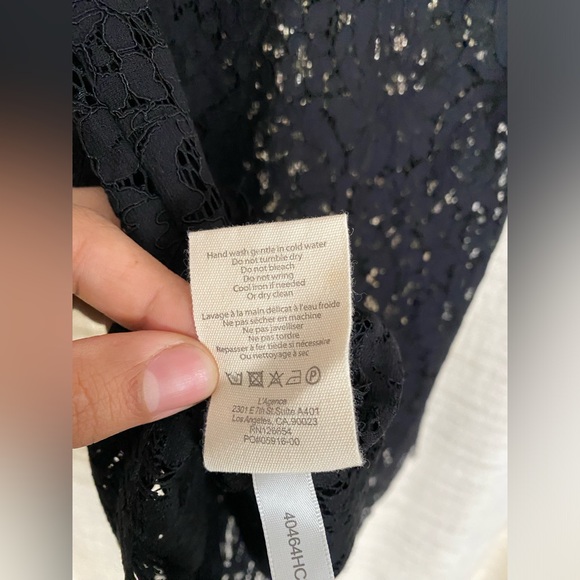 Hand wash gentle in cold water
Do not tumble dry
Do not bleach
Do not wring
Cool iron if needed
Or dry clean
Lavage à la main délicat à l'eau froide
Ne pas sécher en machine
Ne pas javelliser
Ne pas tordre
Repasser à fer tiède si nécessaire
Ou nettoyage à sec
L'Agence
2301 E 7th St. Suite A401
Los Angeles, CA. 90023
RN126654
PO#05916-00
40464HC